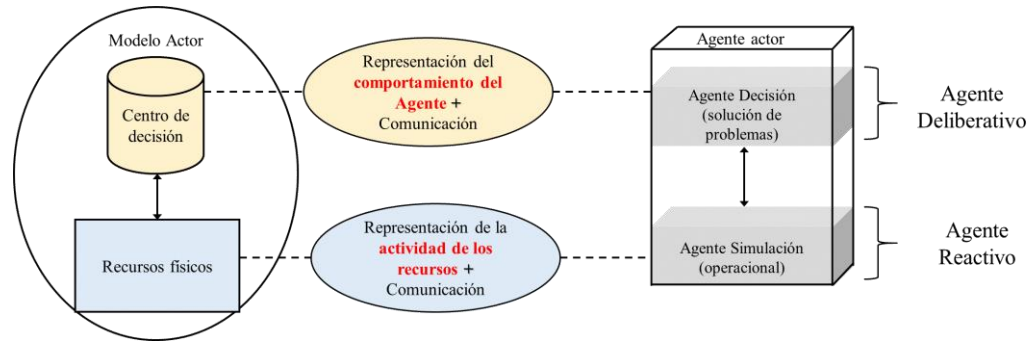 Modelo Actor
Centro de
decisión
Recursos físicos
Representación del
comportamiento del
Agente +
Comunicación
Representación de la
actividad de los
recursos +
Comunicación
Agente actor
Agente Decisión
(solución de
problemas)
Agente Simulación
(operacional)
Agente
Deliberativo
Agente
Reactivo